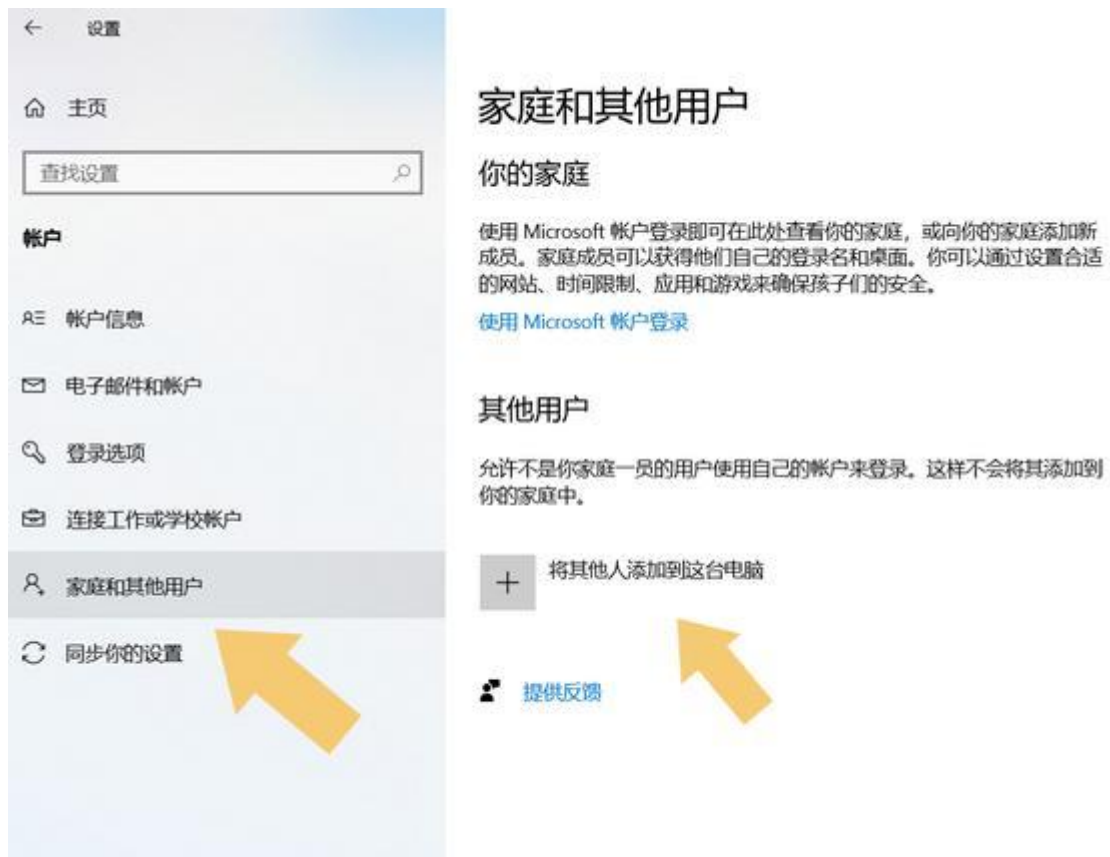 设置
主页
查找设置
帐户
帐户信息
电子邮件和帐户
登录选项
连接工作或学校帐户
家庭和其他用户
同步你的设置
家庭和其他用户
你的家庭
使用 Microsoft 帐户登录即可在此处查看你的家庭，或向你的家庭添加新
成员。家庭成员可以获得他们自己的登录名和桌面。你可以通过设置合适
的网站、时间限制、应用和游戏来确保孩子们的安全。
使用 Microsoft 帐户登录
其他用户
允许不是你家庭一员的用户使用自己的帐户来登录。这样不会将其添加到
你的家庭中。
将其他人添加到这台电脑
提供反馈